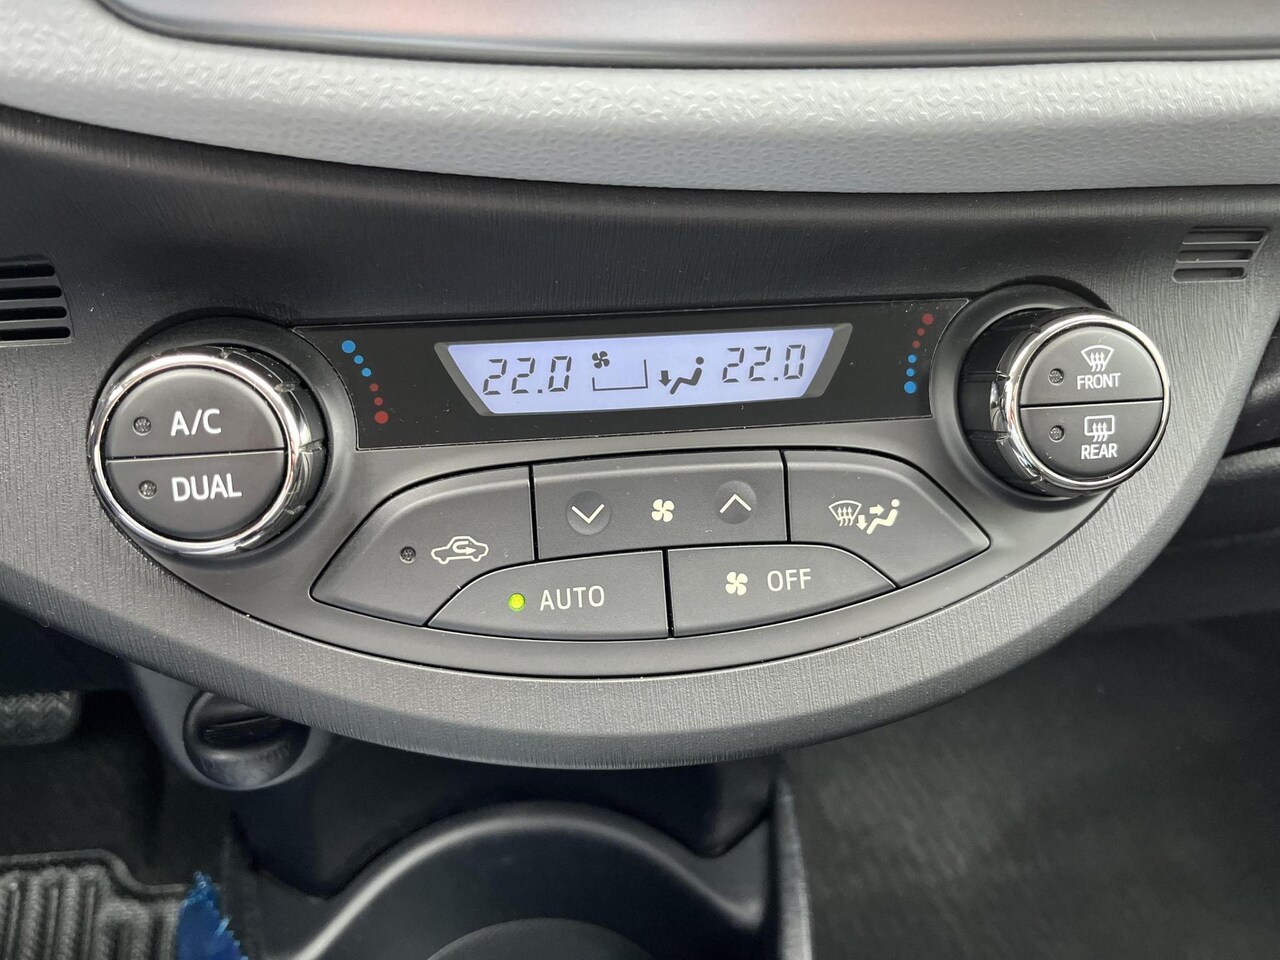 22.0 22.0
A/C
DUAL
FRONT
REAR
AUTO
OFF